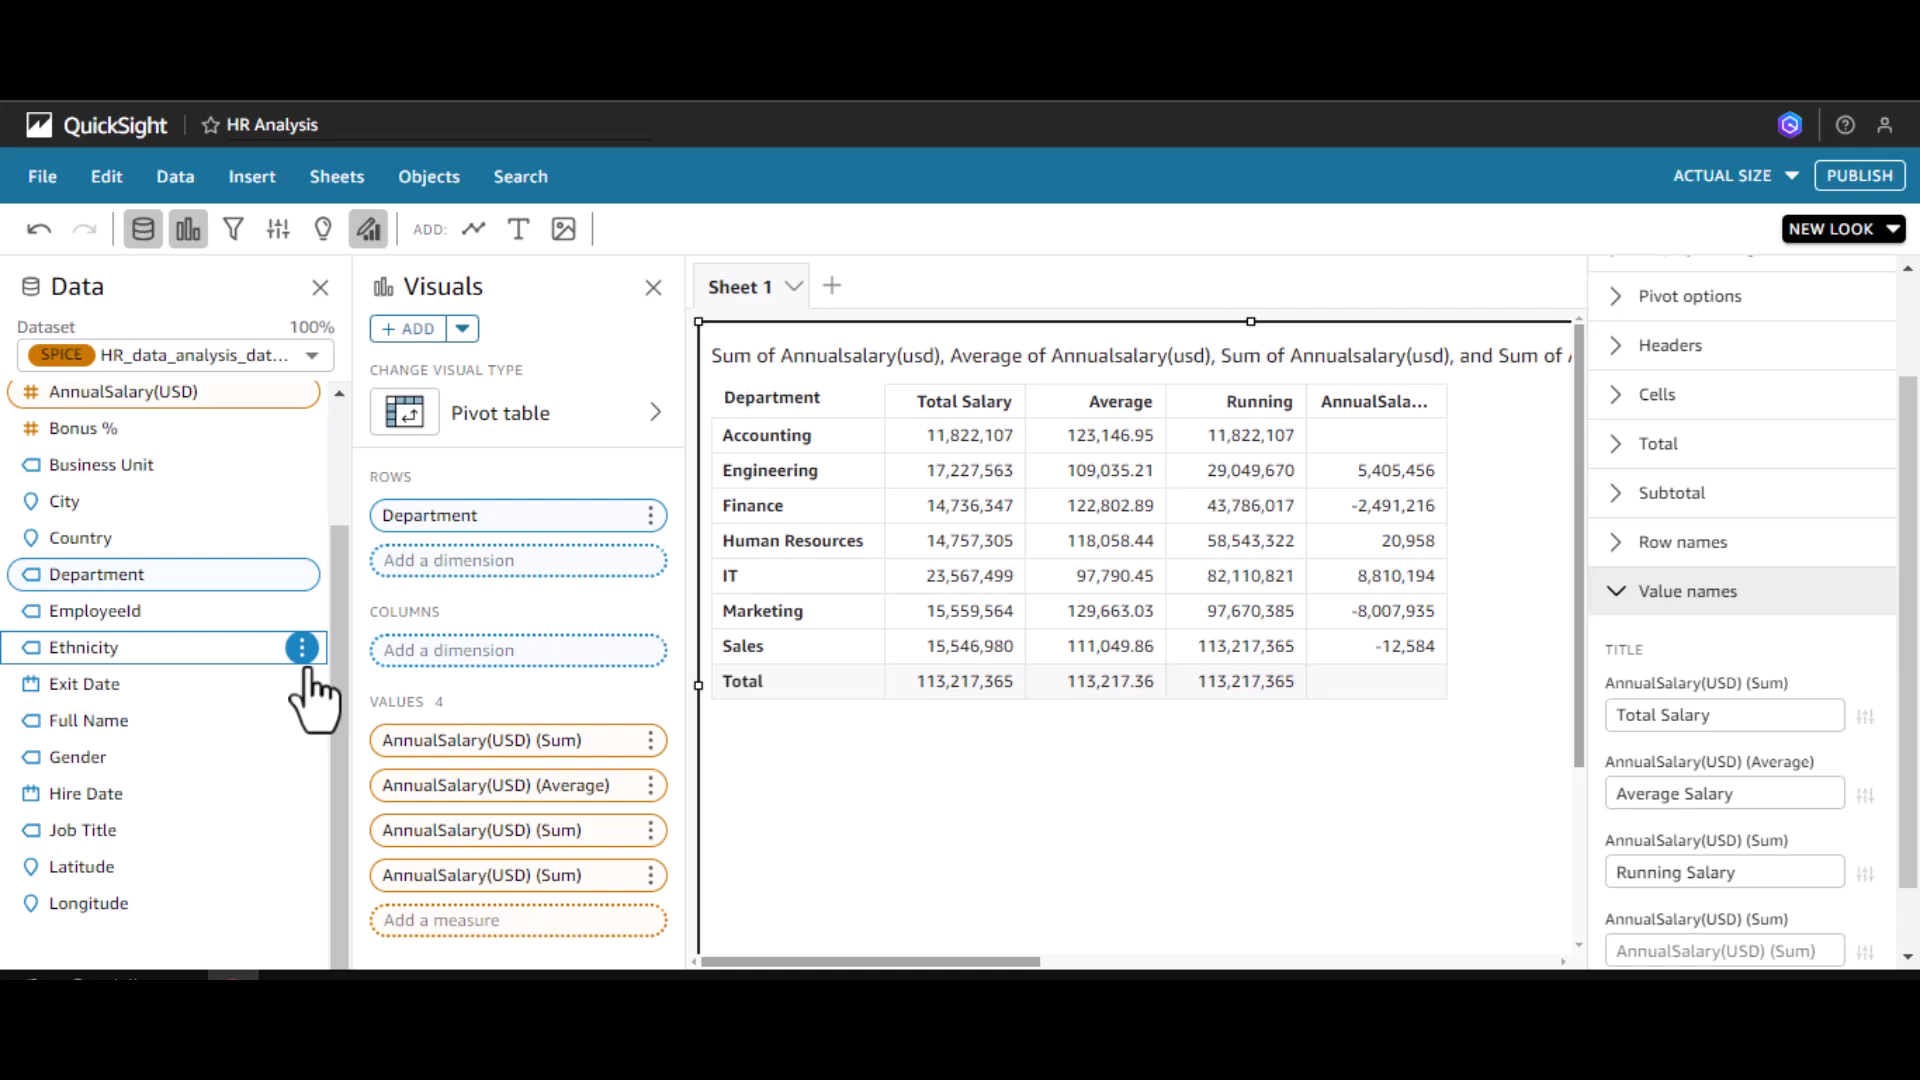 QuickSight
HR Analysis
File Edit Data Insert Sheets Objects Search
ACTUAL SIZE
PUBLISH
ADD:
NEW LOOK
Data
Dataset 100%
SPICE HR_data_analysis_dat...
AnnualSalary(USD)
Bonus %
Business Unit
City
Country
Department
EmployeeId
Ethnicity
Exit Date
Full Name
Gender
Hire Date
Job Title
Latitude
Longitude
Visuals
+ ADD
CHANGE VISUAL TYPE
Pivot table
ROWS
Department
Add a dimension
COLUMNS
Add a dimension
VALUES 4
AnnualSalary(USD) (Sum)
AnnualSalary(USD) (Average)
AnnualSalary(USD) (Sum)
AnnualSalary(USD) (Sum)
Add a measure
Sheet 1
Sum of Annualsalary(usd), Average of Annualsalary(usd), Sum of Annualsalary(usd), and Sum of
Department Total Salary Average Running AnnualSala...
Accounting 11,822,107 123,146.95 11,822,107
Engineering 17,227,563 109,035.21 29,049,670 5,405,456
Finance 14,736,347 122,802.89 43,786,017 -2,491,216
Human Resources 14,757,305 118,058.44 58,543,322 20,958
IT 23,567,499 97,790.45 82,110,821 8,810,194
Marketing 15,559,564 129,663.03 97,670,385 -8,007,935
Sales 15,546,980 111,049.86 113,217,365 -12,584
Total 113,217,365 113,217.36 113,217,365
Pivot options
Headers
Cells
Total
Subtotal
Row names
Value names
TITLE
AnnualSalary(USD) (Sum)
Total Salary
AnnualSalary(USD) (Average)
Average Salary
AnnualSalary(USD) (Sum)
Running Salary
AnnualSalary(USD) (Sum)
AnnualSalary(USD) (Sum)